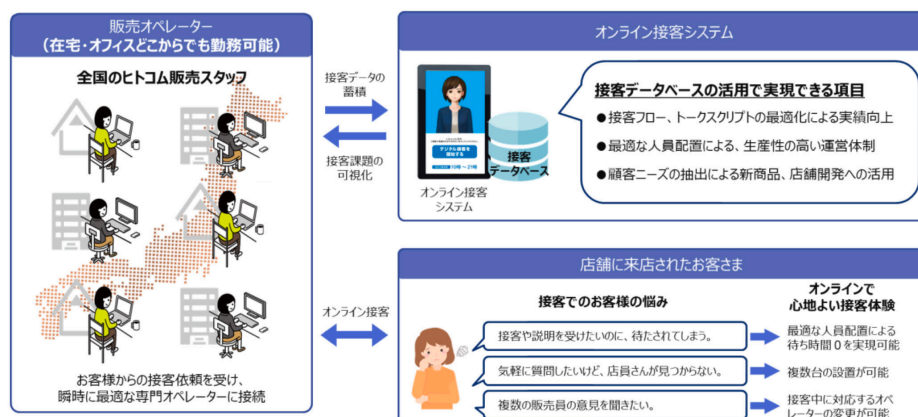 販売オペレーター
(在宅・オフィスどこからでも勤務可能)
全国のヒトコム販売スタッフ
お客様からの接客依頼を受け、
瞬時に最適な専門オペレーターに接続
接客データの
蓄積
接客課題の
可視化
オンライン接客
オンライン接客システム
デジタル接客を
開始する
10時 ~ 21時
オンライン接客
システム
接客
データベース
接客データベースの活用で実現できる項目
●接客フロー、トークスクリプトの最適化による実績向上
●最適な人員配置による、生産性の高い運営体制
●顧客ニーズの抽出による新商品、店舗開発への活用
店舗に来店されたお客さま
接客でのお客様の悩み
オンラインで
心地よい接客体験
接客や説明を受けたいのに、待たされてしまう。
最適な人員配置による
待ち時間0を実現可能
気軽に質問したいけど、店員さんが見つからない。
複数台の設置が可能
複数の販売員の意見を聞きたい。
接客中に対応するオペ
レーターの変更が可能